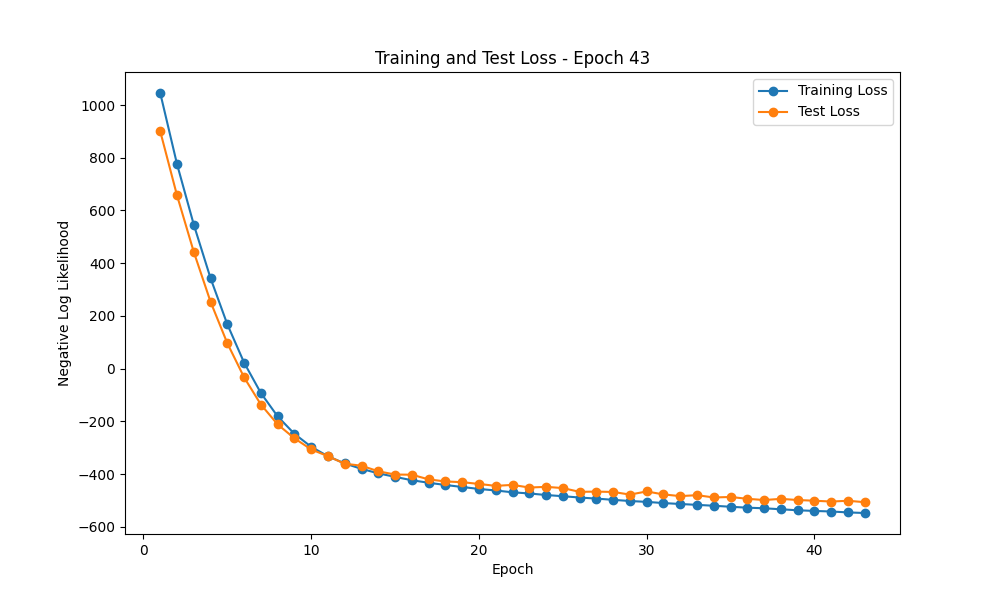 Training and Test Loss - Epoch 43
Training Loss
Test Loss
Negative Log Likelihood
1000
800
600
400
200
0
−200
−400
−600
0
10
20
30
40
Epoch